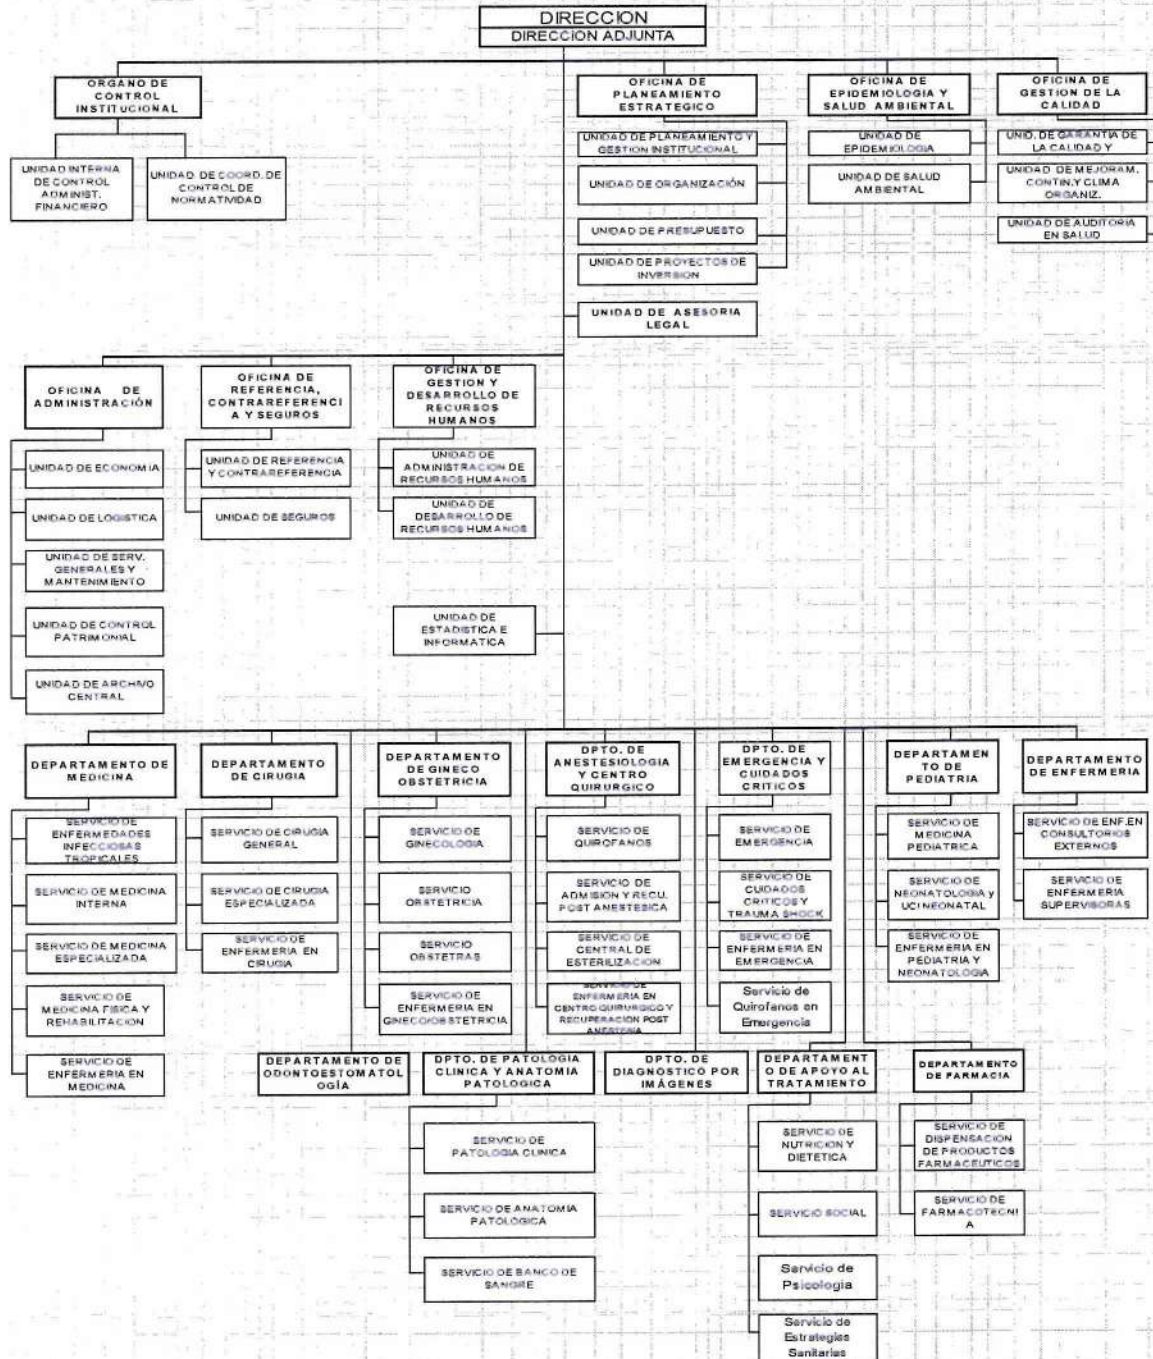 DIRECCION
DIRECCION ADJUNTA
ORGANO DE
CONTROL
INSTITUCIONAL
UNIDAD INTERNA
DE CONTROL
ADMINIST.
FINANCIERO
UNIDAD DE COORD. DE
CONTROL DE
NORMATIVIDAD
OFICINA DE
PLANEAMIENTO
ESTRATEGICO
UNIDAD DE PLANEAMIENTO Y
GESTION INSTITUCIONAL
UNIDAD DE ORGANIZACIÓN
UNIDAD DE PRESUPUESTO
UNIDAD DE PROYECTOS DE
INVERSION
OFICINA DE
EPIDEMIOLOGIA Y
SALUD AMBIENTAL
UNIDAD DE
EPIDEMIOLOGIA
UNIDAD DE SALUD
AMBIENTAL
OFICINA DE
GESTION DE LA
CALIDAD
UNID. DE GARANTIA DE
LA CALIDAD Y
UNIDAD DE MEJORAM.
CONTIN.Y CLIMA
ORGANIZ.
UNIDAD DE AUDITORIA
EN SALUD
UNIDAD DE ASESORIA
LEGAL
OFICINA DE
ADMINISTRACIÓN
UNIDAD DE ECONOMIA
UNIDAD DE LOGISTICA
UNIDAD DE SERV.
GENERALES Y
MANTENIMIENTO
UNIDAD DE CONTROL
PATRIMONIAL
UNIDAD DE ARCHIVO
CENTRAL
OFICINA DE
REFERENCIA,
CONTRAREFERENCI
A Y SEGUROS
UNIDAD DE REFERENCIA
Y CONTRAREFERENCIA
UNIDAD DE SEGUROS
OFICINA DE
GESTION Y
DESARROLLO DE
RECURSOS
HUMANOS
UNIDAD DE
ADMINISTRACION DE
RECURSOS HUMANOS
UNIDAD DE
DESARROLLO DE
RECURSOS HUMANOS
UNIDAD DE
ESTADISTICA E
INFORMATICA
DEPARTAMENTO DE
MEDICINA
SERVICIO DE
ENFERMEDADES
INFECCIOSAS
TROPICALES
SERVICIO DE MEDICINA
INTERNA
SERVICIO DE MEDICINA
ESPECIALIZADA
SERVICIO DE
MEDICINA FISICA Y
REHABILITACION
SERVICIO DE
ENFERMERIA EN
MEDICINA
DEPARTAMENTO
DE CIRUGIA
SERVICIO DE CIRUGIA
GENERAL
SERVICIO DE CIRUGIA
ESPECIALIZADA
SERVICIO DE
ENFERMERIA EN
CIRUGIA
DEPARTAMENTO
DE GINECO
OBSTETRICIA
SERVICIO DE
GINECOLOGIA
SERVICIO
OBSTETRICIA
SERVICIO
OBSTETRAS
SERVICIO DE
ENFERMERIA EN
GINECO/OBSTETRICIA
DPTO. DE
ANESTESIOLOGIA
Y CENTRO
QUIRURGICO
SERVICIO DE
QUIROFANOS
SERVICIO DE
ADMISION Y RECU.
POST ANESTESICA
SERVICIO DE
CENTRAL DE
ESTERILIZACION
SERVICIO DE
ENFERMERIA EN
CENTRO QUIRURGICO Y
RECUPERACION POST
ANESTESIA
DPTO. DE
EMERGENCIA Y
CUIDADOS
CRITICOS
SERVICIO DE
EMERGENCIA
SERVICIO DE
CUIDADOS
CRITICOS Y
TRAUMA SHOCK
SERVICIO DE
ENFERMERIA EN
EMERGENCIA
Servicio de
Quirofanos en
Emergencia
DEPARTAMEN
TO DE
PEDIATRIA
SERVICIO DE
MEDICINA
PEDIATRICA
SERVICIO DE
NEONATOLOGIA y
UCI NEONATAL
SERVICIO DE
ENFERMERIA EN
PEDIATRIA Y
NEONATOLOGIA
DEPARTAMENTO
DE ENFERMERIA
SERVICIO DE ENF.EN
CONSULTORIOS
EXTERNOS
SERVICIO DE
ENFERMERIA
SUPERVISORAS
DEPARTAMENTO DE
ODONTOESTOMATOL
OGÍA
DPTO. DE PATOLOGIA
CLINICA Y ANATOMIA
PATOLOGICA
SERVICIO DE
PATOLOGIA CLINICA
SERVICIO DE ANATOMIA
PATOLOGICA
SERVICIO DE BANCO DE
SANGRE
DPTO. DE
DIAGNOSTICO POR
IMÁGENES
DEPARTAMENT
O DE APOYO AL
TRATAMIENTO
SERVICIO DE
NUTRICION Y
DIETETICA
SERVICIO SOCIAL
Servicio de
Psicologia
Servicio de
Estrategias
Sanitarias
DEPARTAMENTO
DE FARMACIA
SERVICIO DE
DISPENSACION
DE PRODUCTOS
FARMACEUTICOS
SERVICIO DE
FARMACOTECNI
A